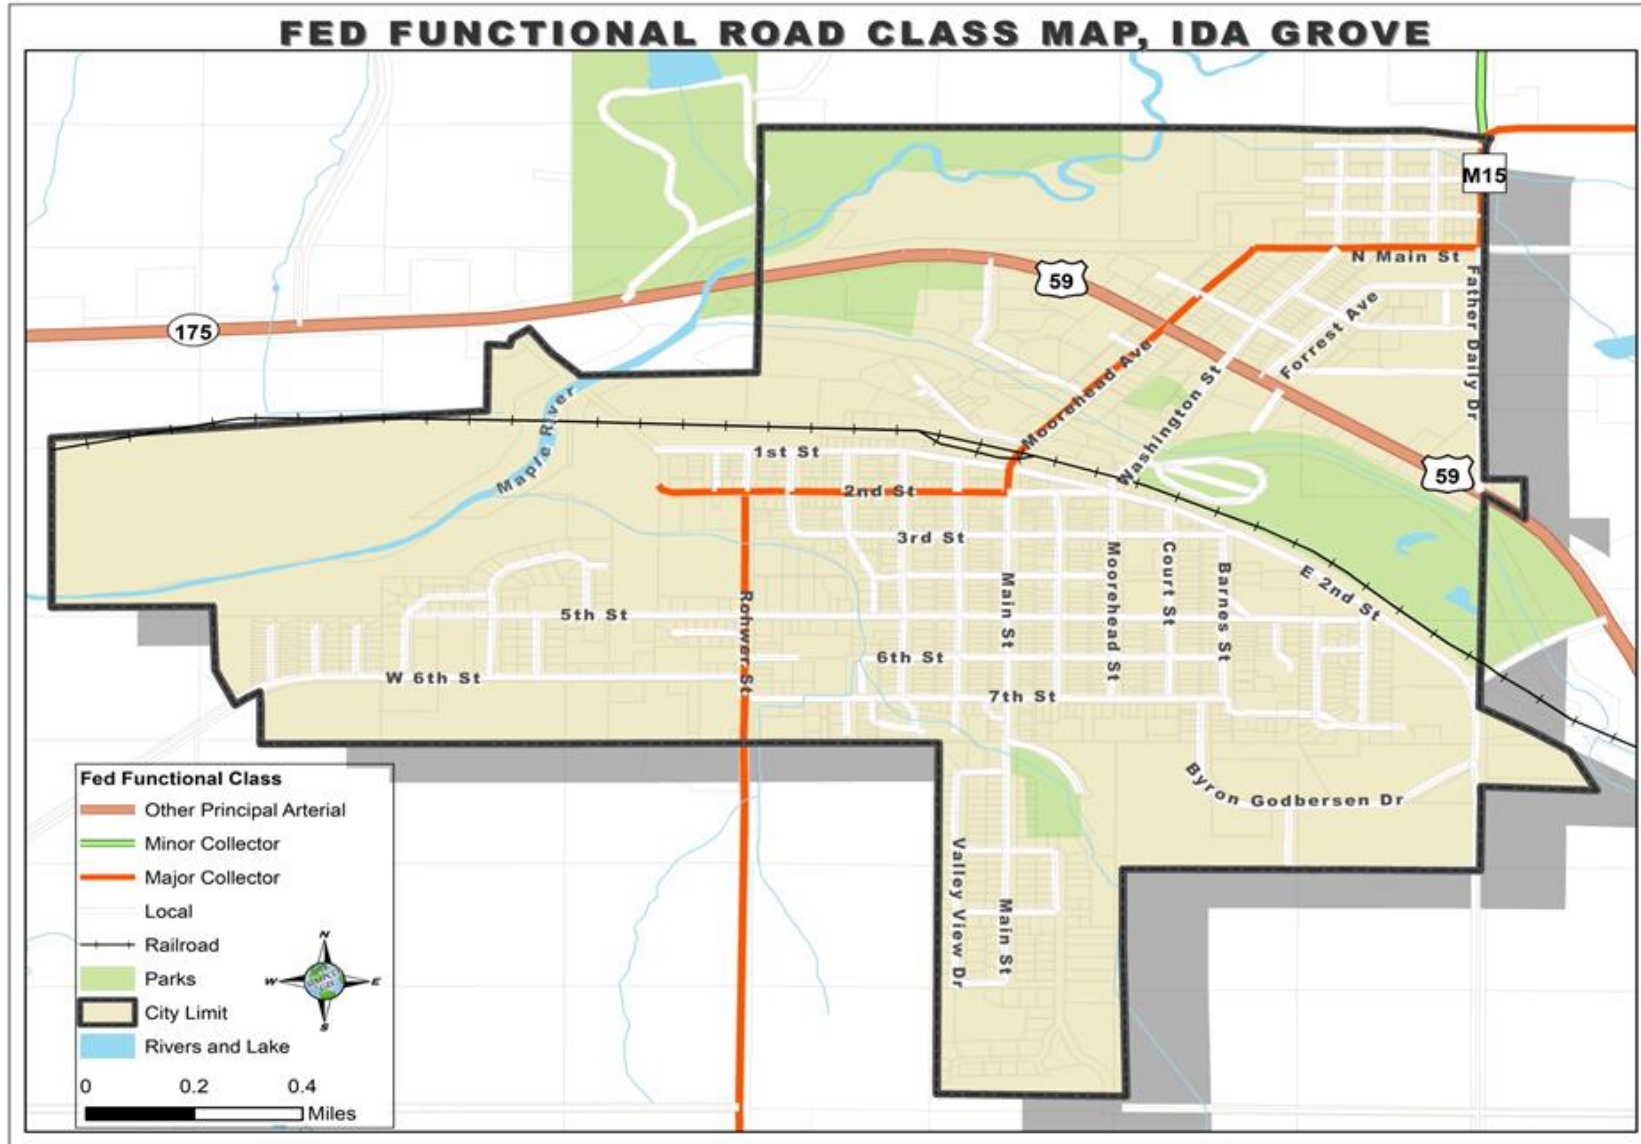 FED FUNCTIONAL ROAD CLASS MAP, IDA GROVE
M15
N Main St
59
175
Father Daily Dr
Forrest Ave
Moorehead Ave
Washington St
Maple River
1st St
59
2nd St
3rd St
Main St
Moorehead St
Court St
Barnes St
E 2nd St
5th St
Rohwer St
6th St
W 6th St
7th St
Byron Godbersen Dr
Valley View Dr
Main St
Fed Functional Class
Other Principal Arterial
Minor Collector
Major Collector
Local
Railroad
Parks
City Limit
Rivers and Lake
N
W E
S
0 0.2 0.4
Miles